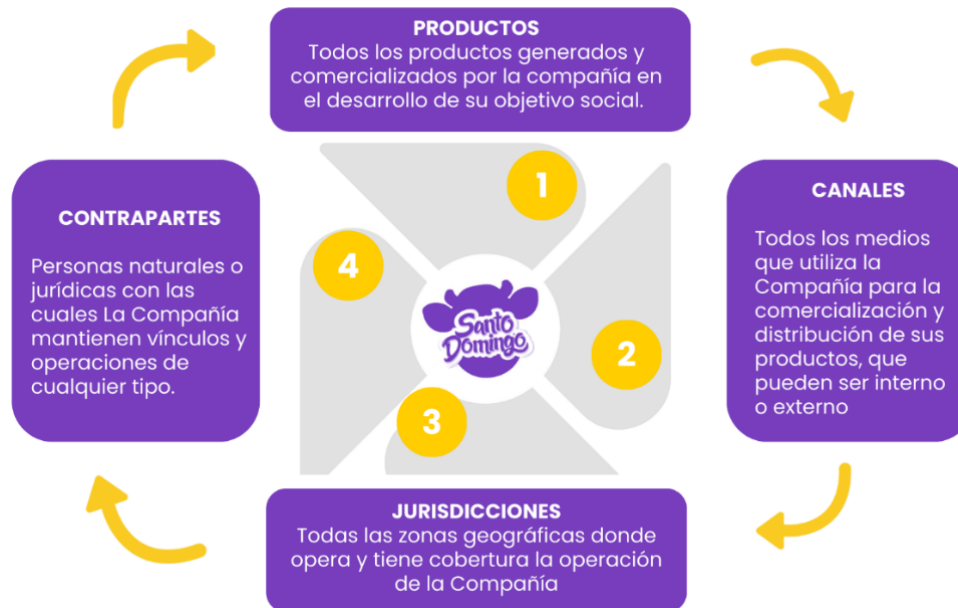 PRODUCTOS
Todos los productos generados y
comercializados por la compañía en
el desarrollo de su objetivo social.
1
CANALES
Todos los medios
que utiliza la
Compañía para la
comercialización y
distribución de sus
productos, que
pueden ser interno
o externo
2
JURISDICCIONES
Todas las zonas geográficas donde
opera y tiene cobertura la operación
de la Compañía
3
CONTRAPARTES
Personas naturales o
jurídicas con las
cuales La Compañía
mantienen vínculos y
operaciones de
cualquier tipo.
4
Santo
Domingo